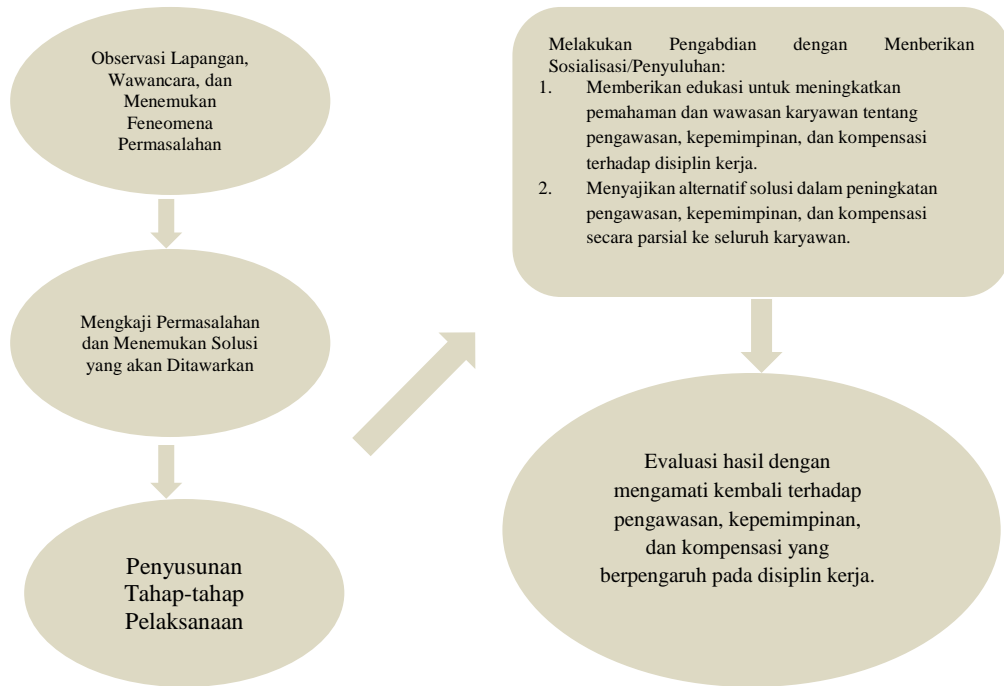 Observasi Lapangan,
Wawancara, dan
Menemukan
Feneomena
Permasalahan
Mengkaji Permasalahan
dan Menemukan Solusi
yang akan Ditawarkan
Penyusunan
Tahap-tahap
Pelaksanaan
Melakukan Pengabdian dengan Menberikan
Sosialisasi/Penyuluhan:
1. Memberikan edukasi untuk meningkatkan
pemahaman dan wawasan karyawan tentang
pengawasan, kepemimpinan, dan kompensasi
terhadap disiplin kerja.
2. Menyajikan alternatif solusi dalam peningkatan
pengawasan, kepemimpinan, dan kompensasi
secara parsial ke seluruh karyawan.
Evaluasi hasil dengan
mengamati kembali terhadap
pengawasan, kepemimpinan,
dan kompensasi yang
berpengaruh pada disiplin kerja.